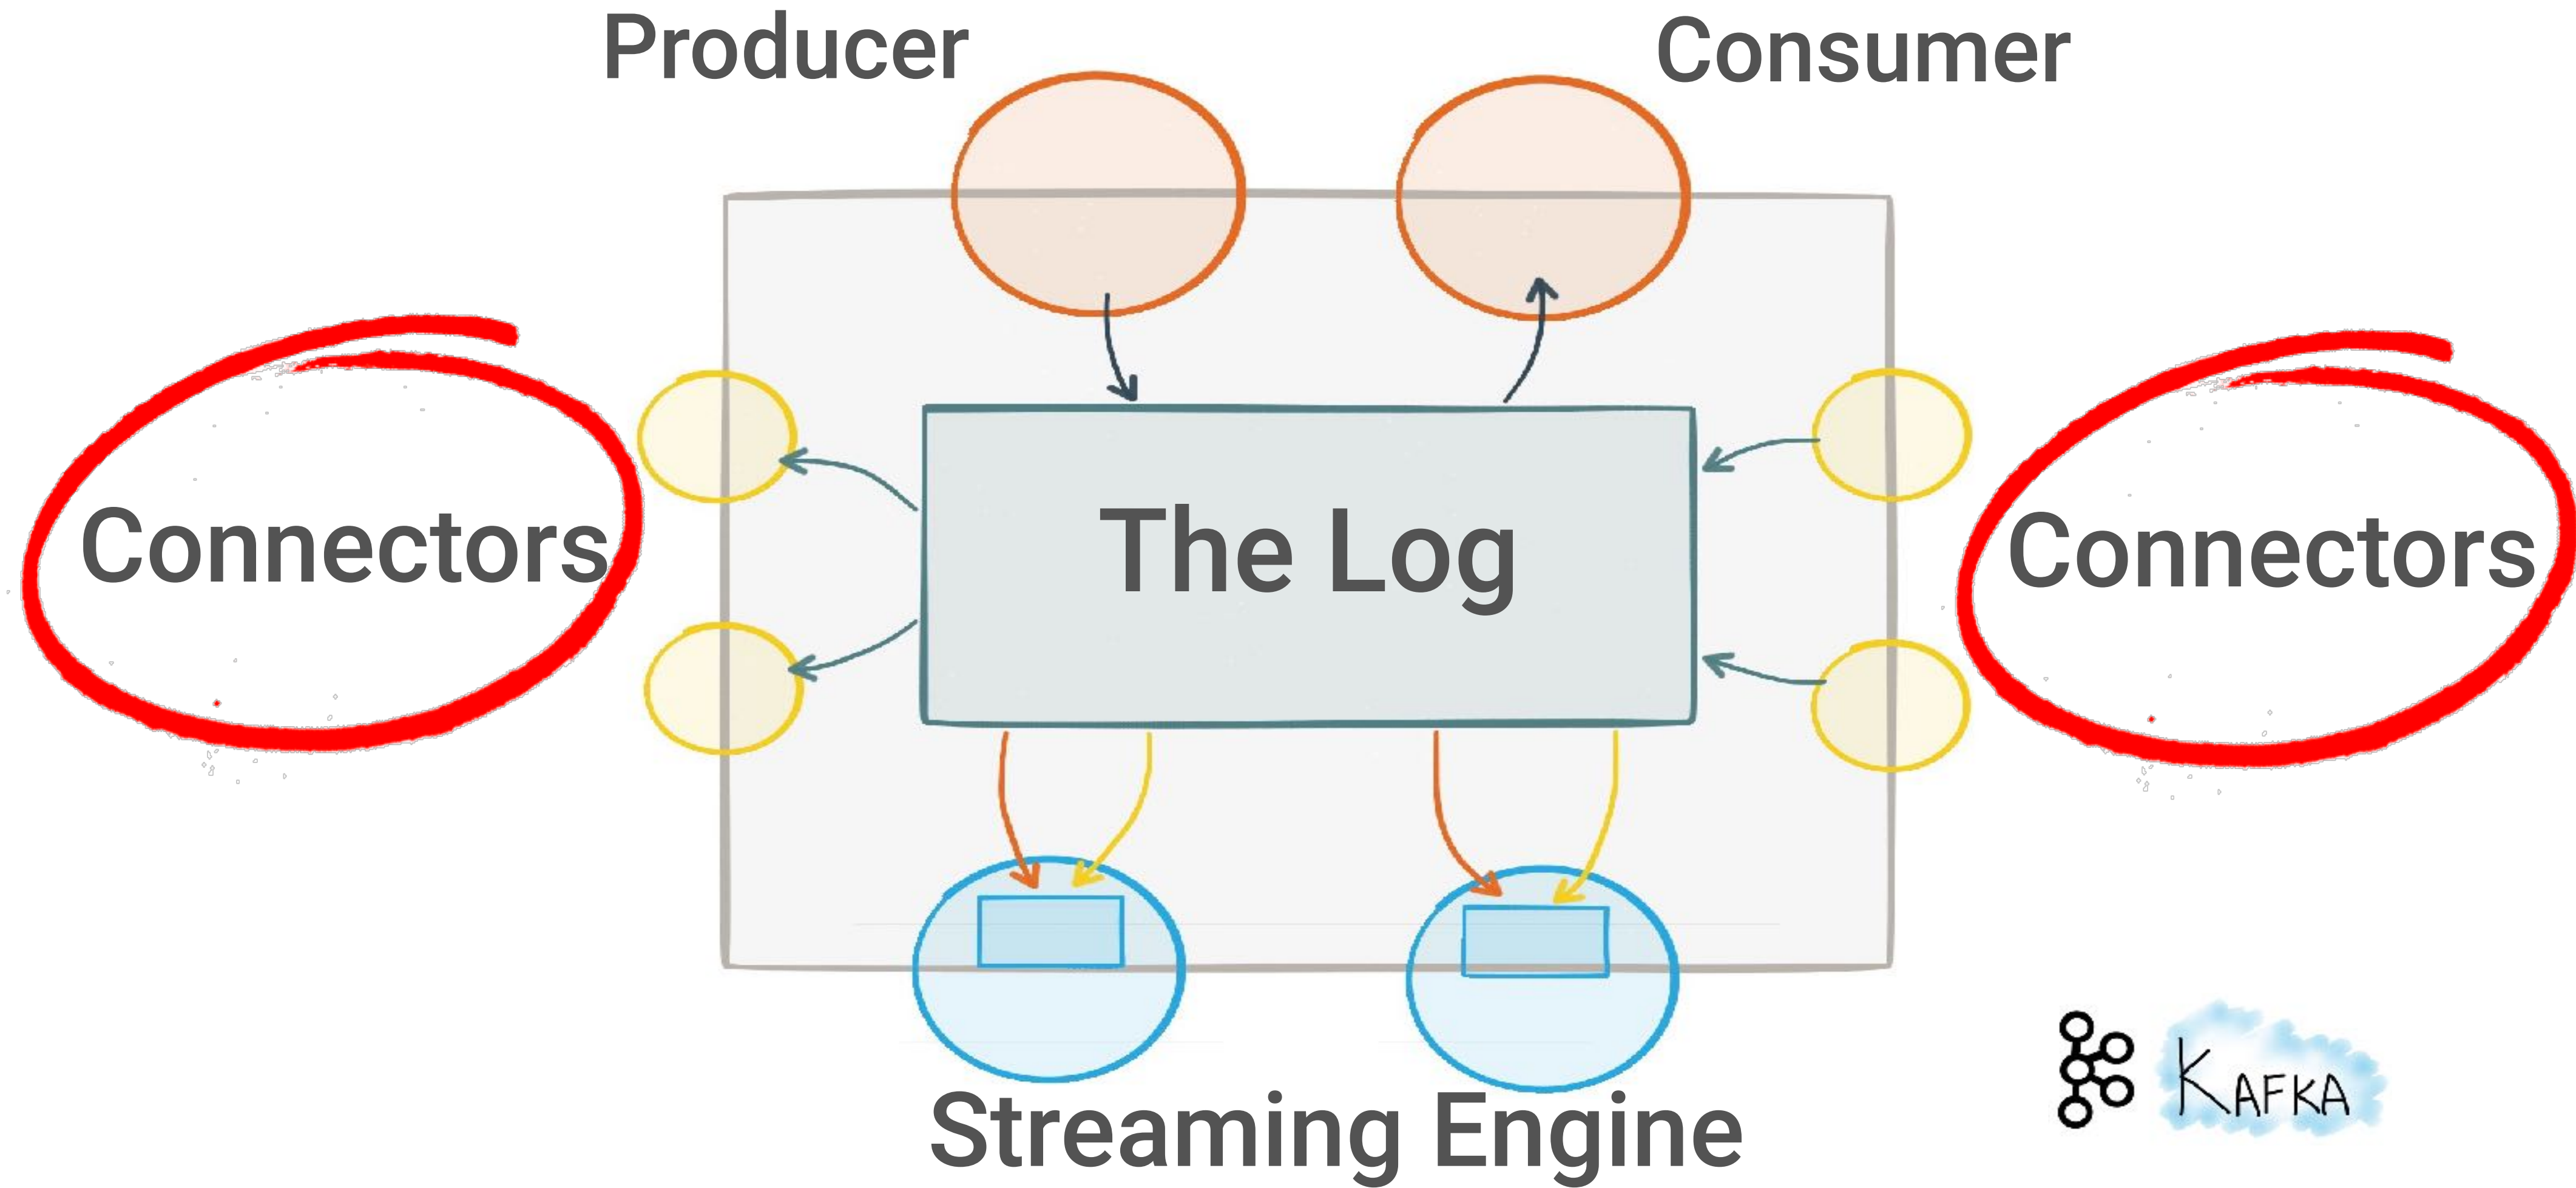 Producer
Consumer
Connectors
The Log
Connectors
Streaming Engine
KAFKA